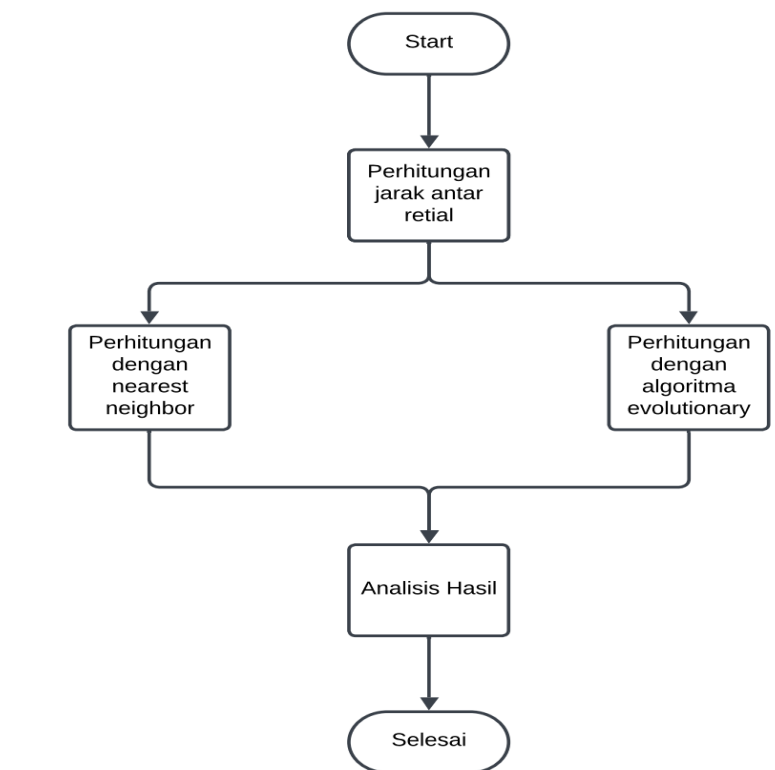 Start
Perhitungan
jarak antar
retial
Perhitungan
dengan
nearest
neighbor
Perhitungan
dengan
algoritma
evolutionary
Analisis Hasil
Selesai